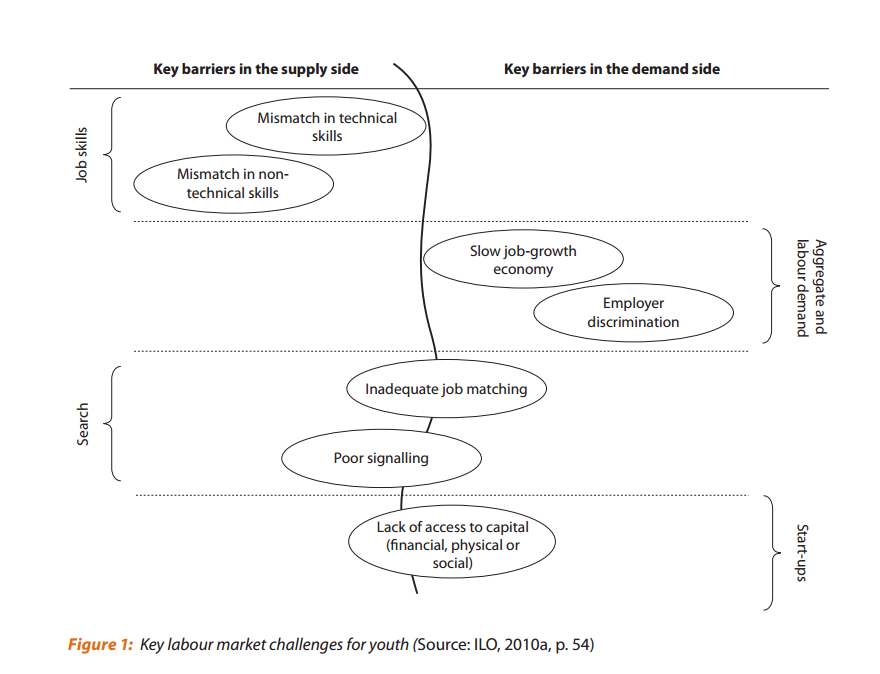 Key barriers in the supply side
Key barriers in the demand side
Job skills
Mismatch in technical
skills
Mismatch in non-
technical skills
Slow job-growth
economy
Employer
discrimination
Aggregate and
labour demand
Search
Inadequate job matching
Poor signalling
Lack of access to capital
(financial, physical or
social)
Start-ups
Figure 1: Key labour market challenges for youth (Source: ILO, 2010a, p. 54)